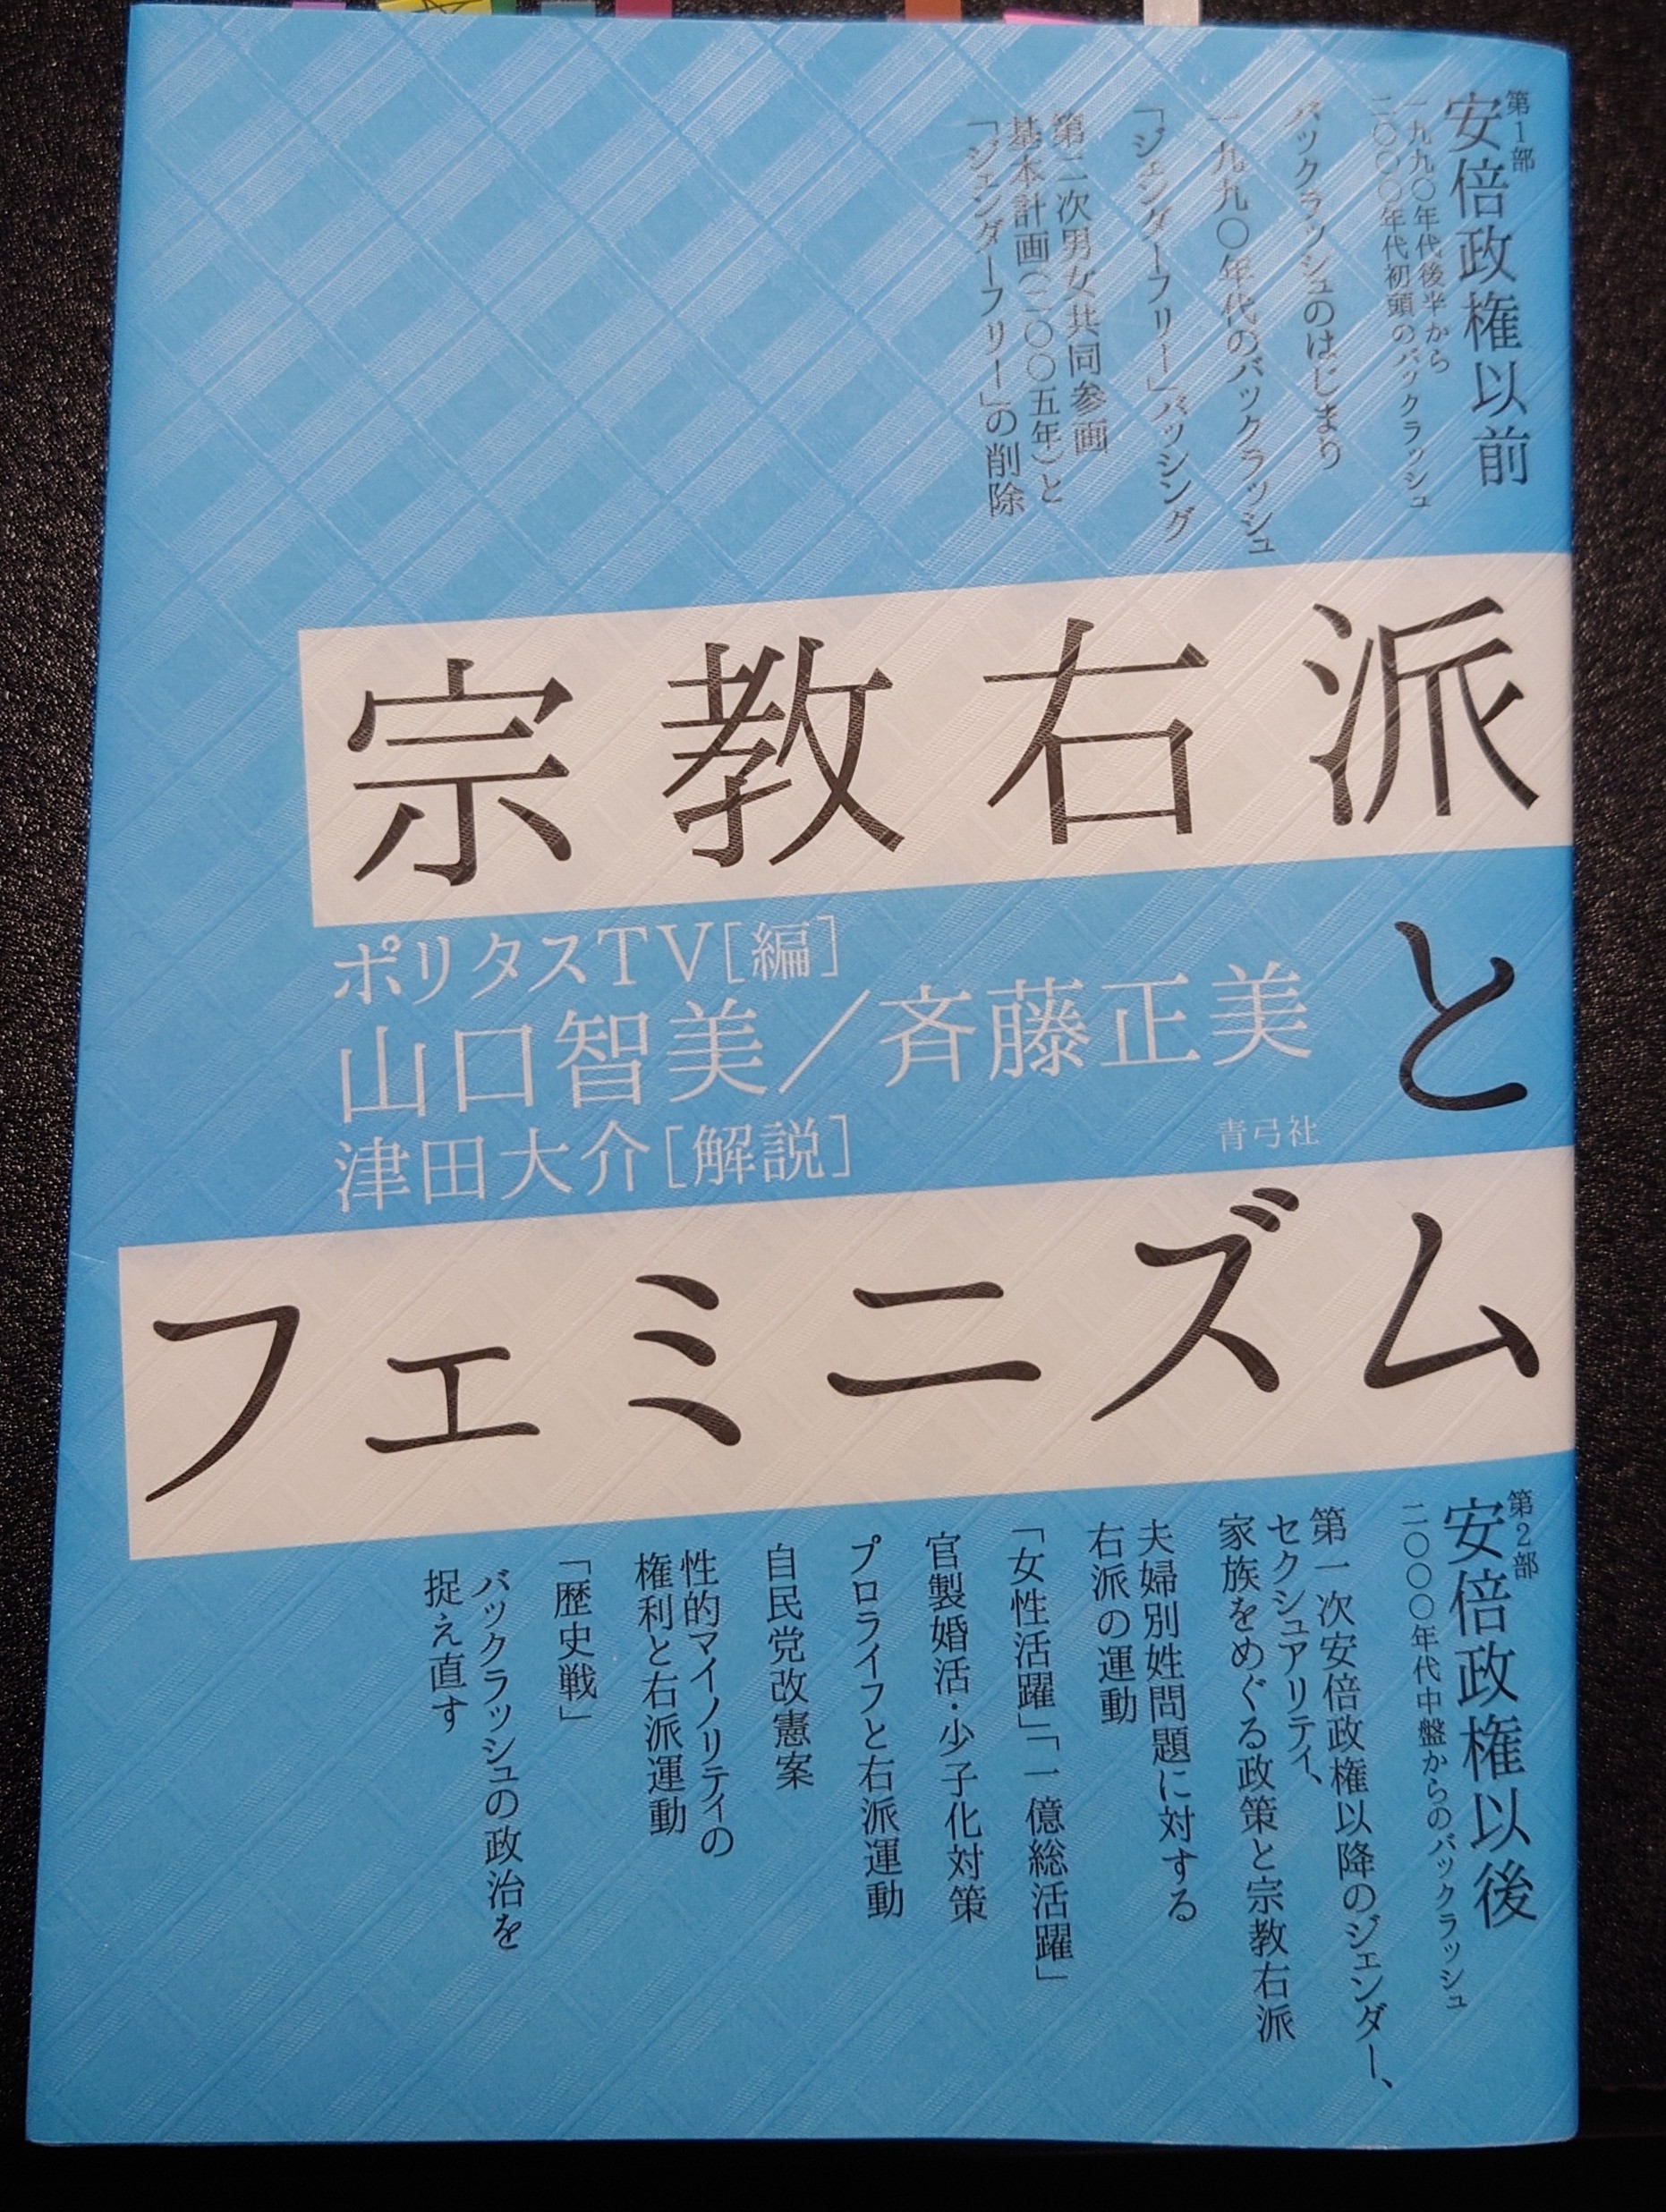 第1部
安倍政権以前
一九九〇年代後半から
二〇〇〇年代初頭のバックラッシュ
バックラッシュのはじまり
一九九〇年代のバックラッシュ
「ジェンダーフリー」バッシング
第二次男女共同参画
基本計画(二〇〇五年)と
「ジェンダーフリー」の削除
宗教右派
と
フェミニズム
ポリタスTV[編]
山口智美/斉藤正美
津田大介[解説]
青弓社
第2部
安倍政権以後
二〇〇〇年代中盤からのバックラッシュ
第一次安倍政権以降のジェンダー、
セクシュアリティ、
家族をめぐる政策と宗教右派
夫婦別姓問題に対する
右派の運動
「女性活躍」「一億総活躍」
官製婚活・少子化対策
プロライフと右派運動
自民党改憲案
性的マイノリティの
権利と右派運動
「歴史戦」
バックラッシュの政治を
捉え直す